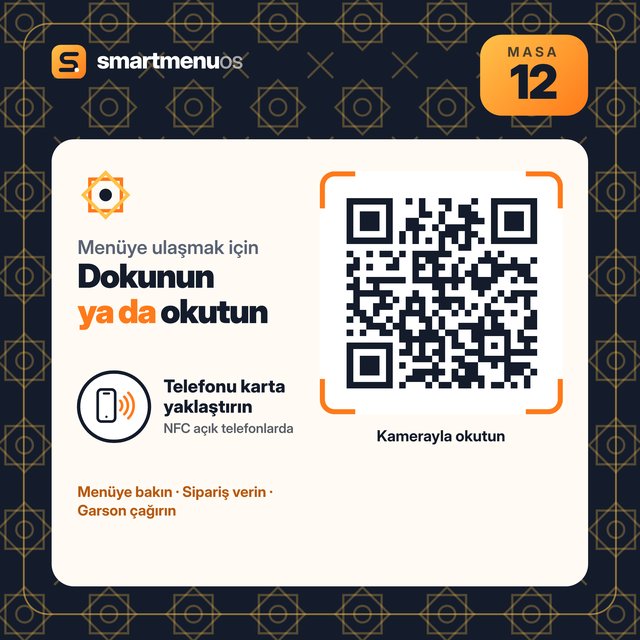 smartmenuos
MASA
12
Menüye ulaşmak için
Dokunun
ya da okutun
Telefonu karta
yaklaştırın
NFC açık telefonlarda
Menüye bakın · Sipariş verin ·
Garson çağırın
Kamerayla okutun